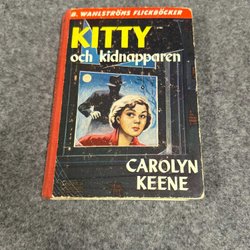 B. WAHLSTRÖMS FLICKBÖCKER
KITTY
och kidnapparen
CAROLYN
KEENE